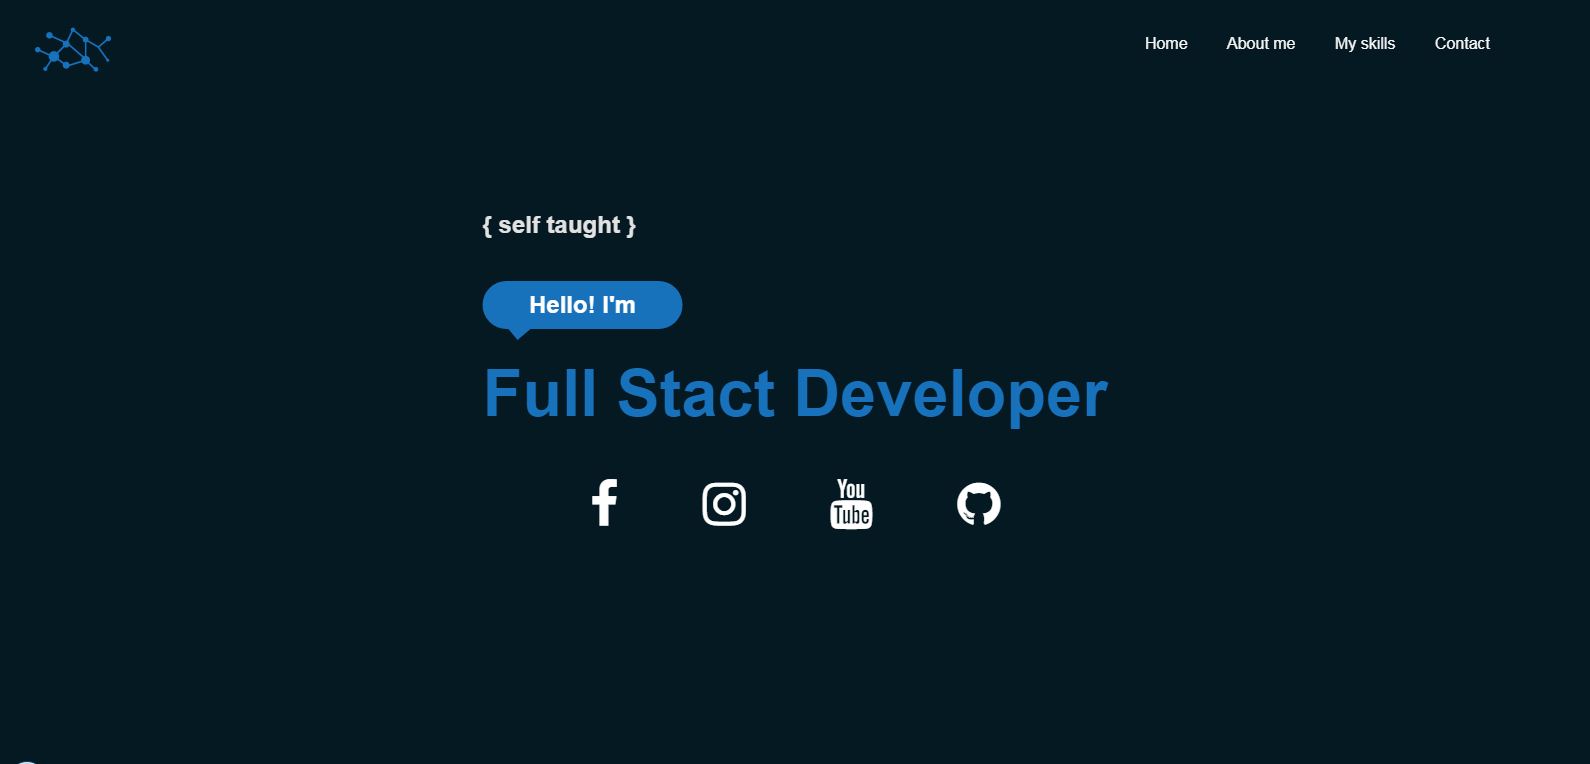 Home About me My skills Contact
{ self taught }
Hello! I'm
Full Stact Developer
You
Tube